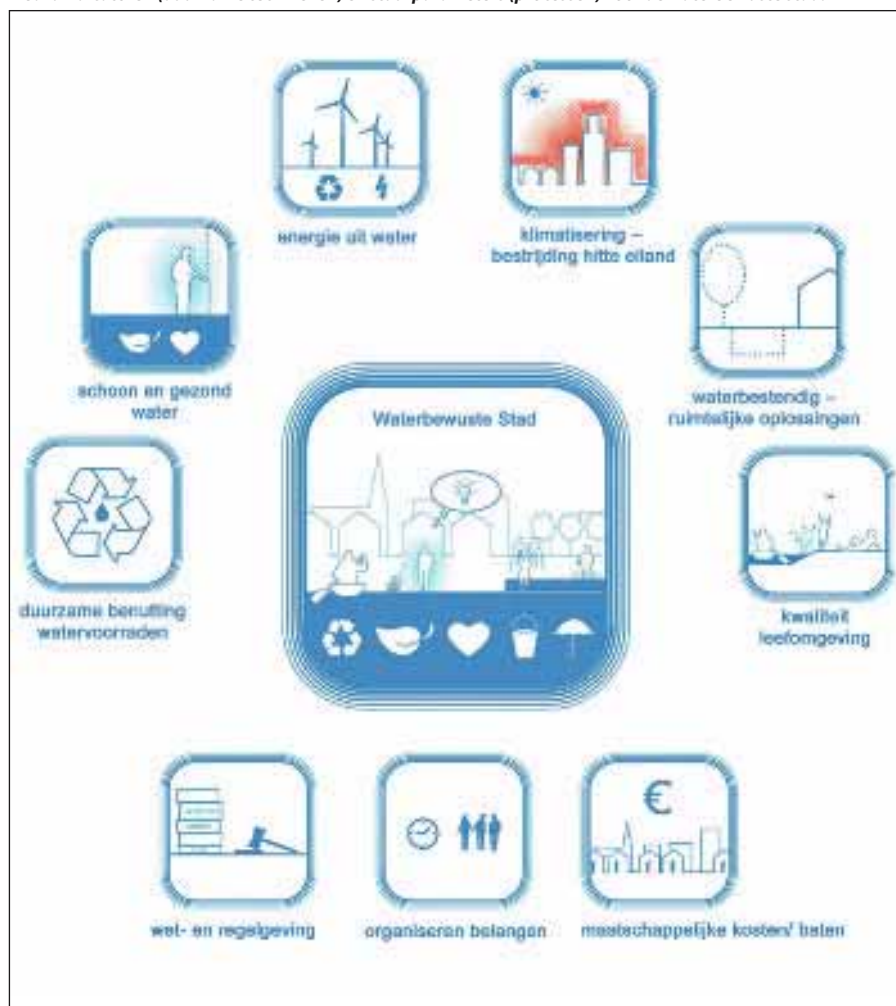 energie uit water
klimatisering –
bestrijding hitte eiland
schoon en gezond
water
waterbestendig –
ruimtelijke oplossingen
Waterbewuste Stad
duurzame benutting
watervoorraden
kwaliteit
leefomgeving
€
wet- en regelgeving
organiseren belangen
maatschappelijke kosten/ baten